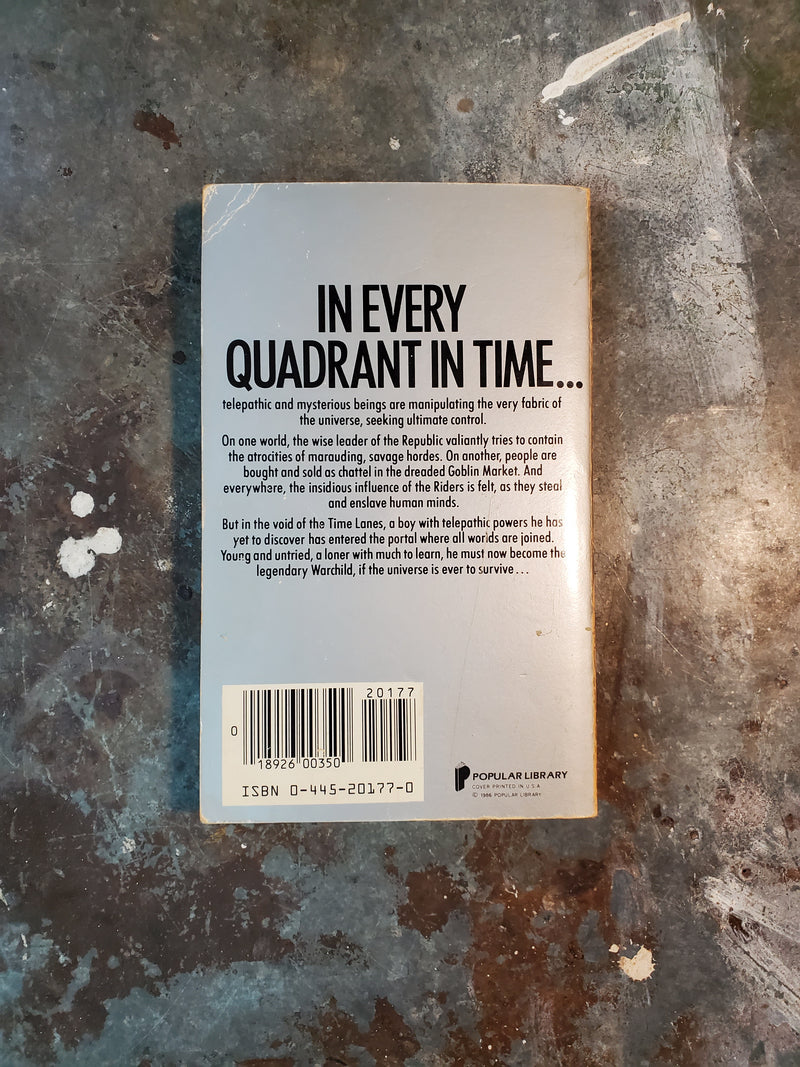 IN EVERY
QUADRANT IN TIME...
telepathic and mysterious beings are manipulating the very fabric of
the universe, seeking ultimate control.
On one world, the wise leader of the Republic valiantly tries to contain
the atrocities of marauding, savage hordes. On another, people are
bought and sold as chattel in the dreaded Goblin Market. And
everywhere, the insidious influence of the Riders is felt, as they steal
and enslave human minds.
But in the void of the Time Lanes, a boy with telepathic powers he has
yet to discover has entered the portal where all worlds are joined.
Young and untried, a loner with much to learn, he must now become the
legendary Warchild, if the universe is ever to survive...
20177
0
18926 00350
ISBN 0-445-20177-0
POPULAR LIBRARY
COVER PRINTED IN U.S.A.
© 1986 POPULAR LIBRARY